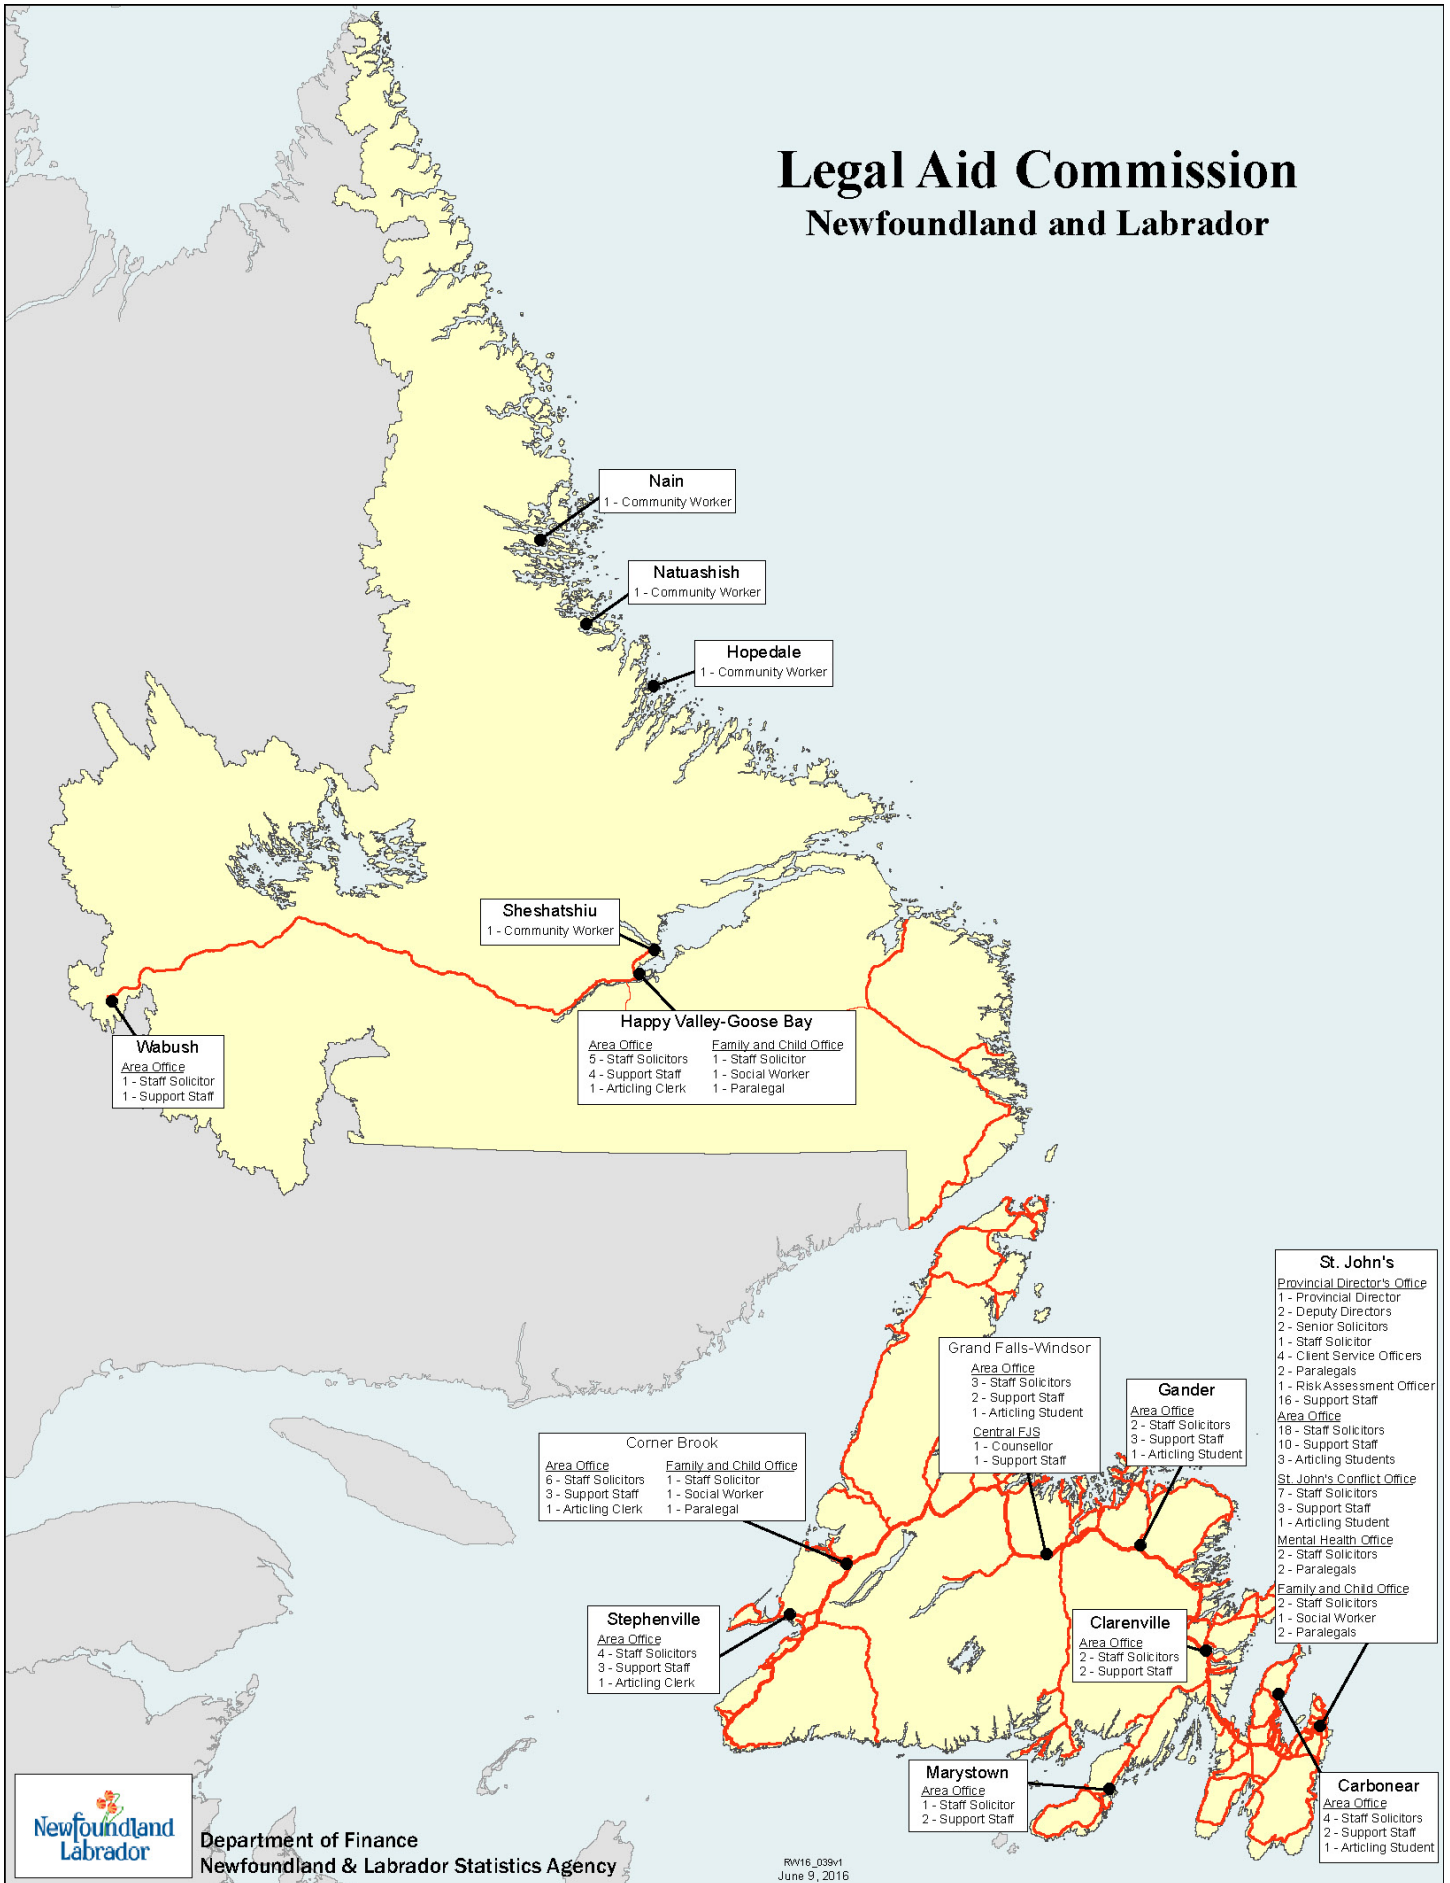 Legal Aid Commission
Newfoundland and Labrador
Nain
1 - Community Worker
Natuashish
1 - Community Worker
Hopedale
1 - Community Worker
Sheshatshiu
1 - Community Worker
Happy Valley-Goose Bay
Area Office
5 - Staff Solicitors
4 - Support Staff
1 - Articling Clerk
Family and Child Office
1 - Staff Solicitor
1 - Social Worker
1 - Paralegal
Wabush
Area Office
1 - Staff Solicitor
1 - Support Staff
St. John's
Provincial Director's Office
1 - Provincial Director
2 - Deputy Directors
2 - Senior Solicitors
1 - Staff Solicitor
4 - Client Service Officers
2 - Paralegals
1 - Risk Assessment Officer
16 - Support Staff
Area Office
18 - Staff Solicitors
10 - Support Staff
3 - Articling Students
St. John's Conflict Office
7 - Staff Solicitors
3 - Support Staff
1 - Articling Student
Mental Health Office
2 - Staff Solicitors
2 - Paralegals
Family and Child Office
2 - Staff Solicitors
1 - Social Worker
2 - Paralegals
Grand Falls-Windsor
Area Office
3 - Staff Solicitors
2 - Support Staff
1 - Articling Student
Central FJS
1 - Counsellor
1 - Support Staff
Gander
Area Office
2 - Staff Solicitors
3 - Support Staff
1 - Articling Student
Corner Brook
Area Office
6 - Staff Solicitors
3 - Support Staff
1 - Articling Clerk
Family and Child Office
1 - Staff Solicitor
1 - Social Worker
1 - Paralegal
Stephenville
Area Office
4 - Staff Solicitors
3 - Support Staff
1 - Articling Clerk
Clarenville
Area Office
2 - Staff Solicitors
2 - Support Staff
Marystown
Area Office
1 - Staff Solicitor
2 - Support Staff
Carbonear
Area Office
4 - Staff Solicitors
2 - Support Staff
1 - Articling Student
Newfoundland
Labrador
Department of Finance
Newfoundland & Labrador Statistics Agency
RW16_039v1
June 9, 2016